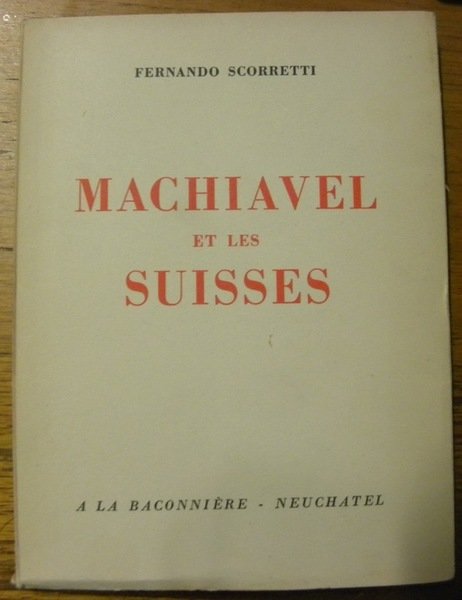 FERNANDO SCORRETTI
MACHIAVEL
ET LES
SUISSES
A LA BACONNIÈRE - NEUCHATEL